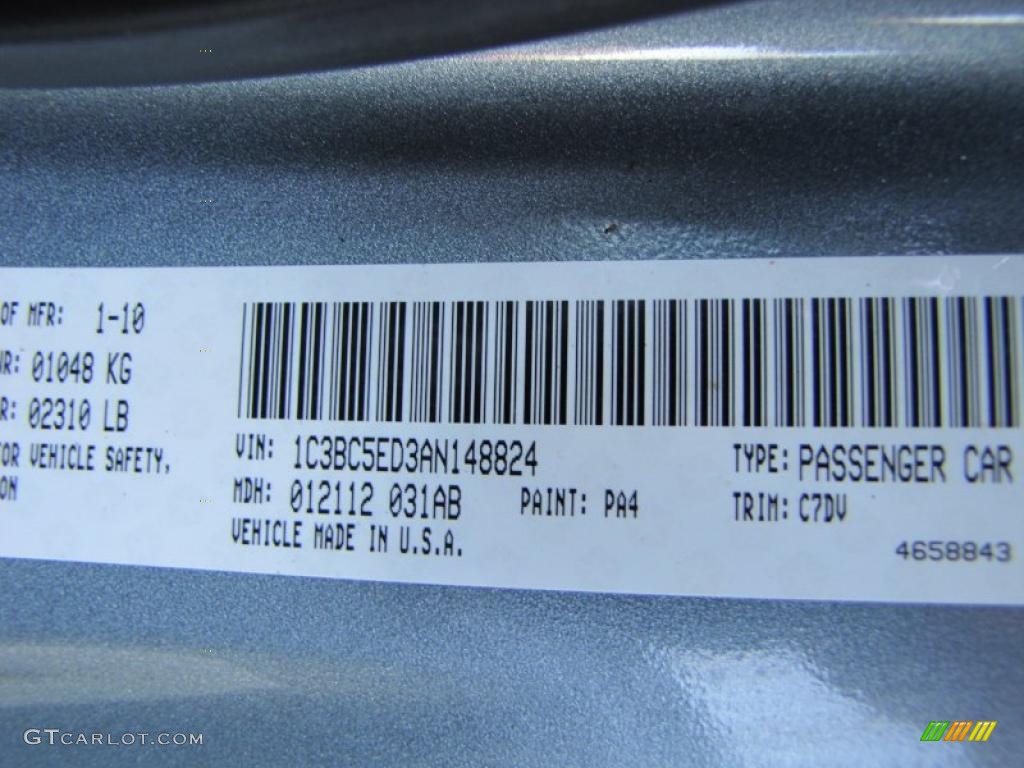 OF MFR: 1-10
WR: 01048 KG
R: 02310 LB
OR VEHICLE SAFETY,
ON
VIN: 1C3BC5ED3AN148824
TYPE: PASSENGER CAR
MDH: 012112 031AB
PAINT: PA4
TRIM: C7DV
VEHICLE MADE IN U.S.A.
4658843
GTCARLOT.COM